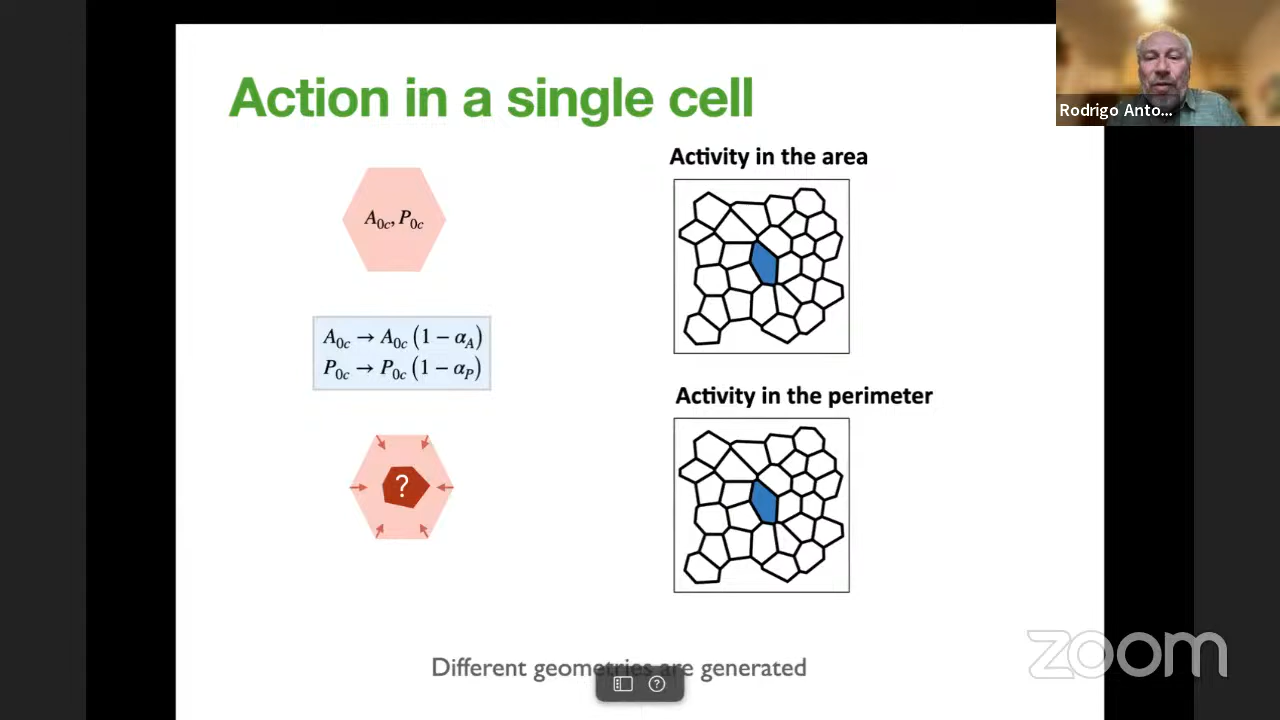 Action in a single cell
Rodrigo Anto...
Activity in the area
A₀c, P₀c
A₀c → A₀c (1 − αA)
P₀c → P₀c (1 − αP)
Activity in the perimeter
?
Different geometries are generated
?
zoom